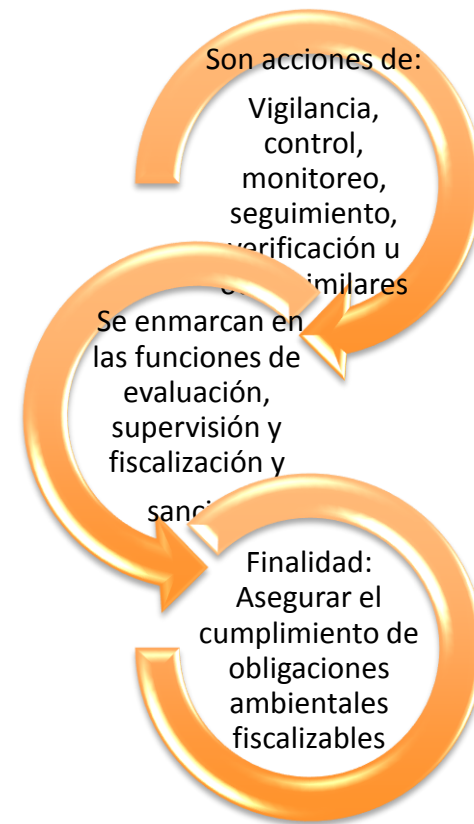 Son acciones de:
Vigilancia,
control,
monitoreo,
seguimiento,
verificación u
similares
Se enmarcan en
las funciones de
evaluación,
supervisión y
fiscalización y
Finalidad:
Asegurar el
cumplimiento de
obligaciones
ambientales
fiscalizables